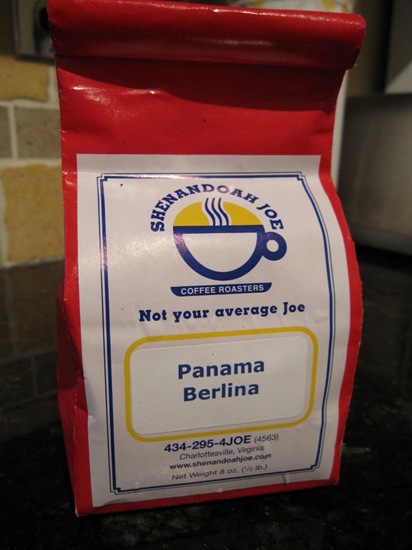 SHENANDOAH JOE
COFFEE ROASTERS
Not your average Joe
Panama
Berlina
434-295-4JOE (4563)
Charlottesville, Virginia
www.shenandoahjoe.com
Net Weight 8 oz. (½ lb.)